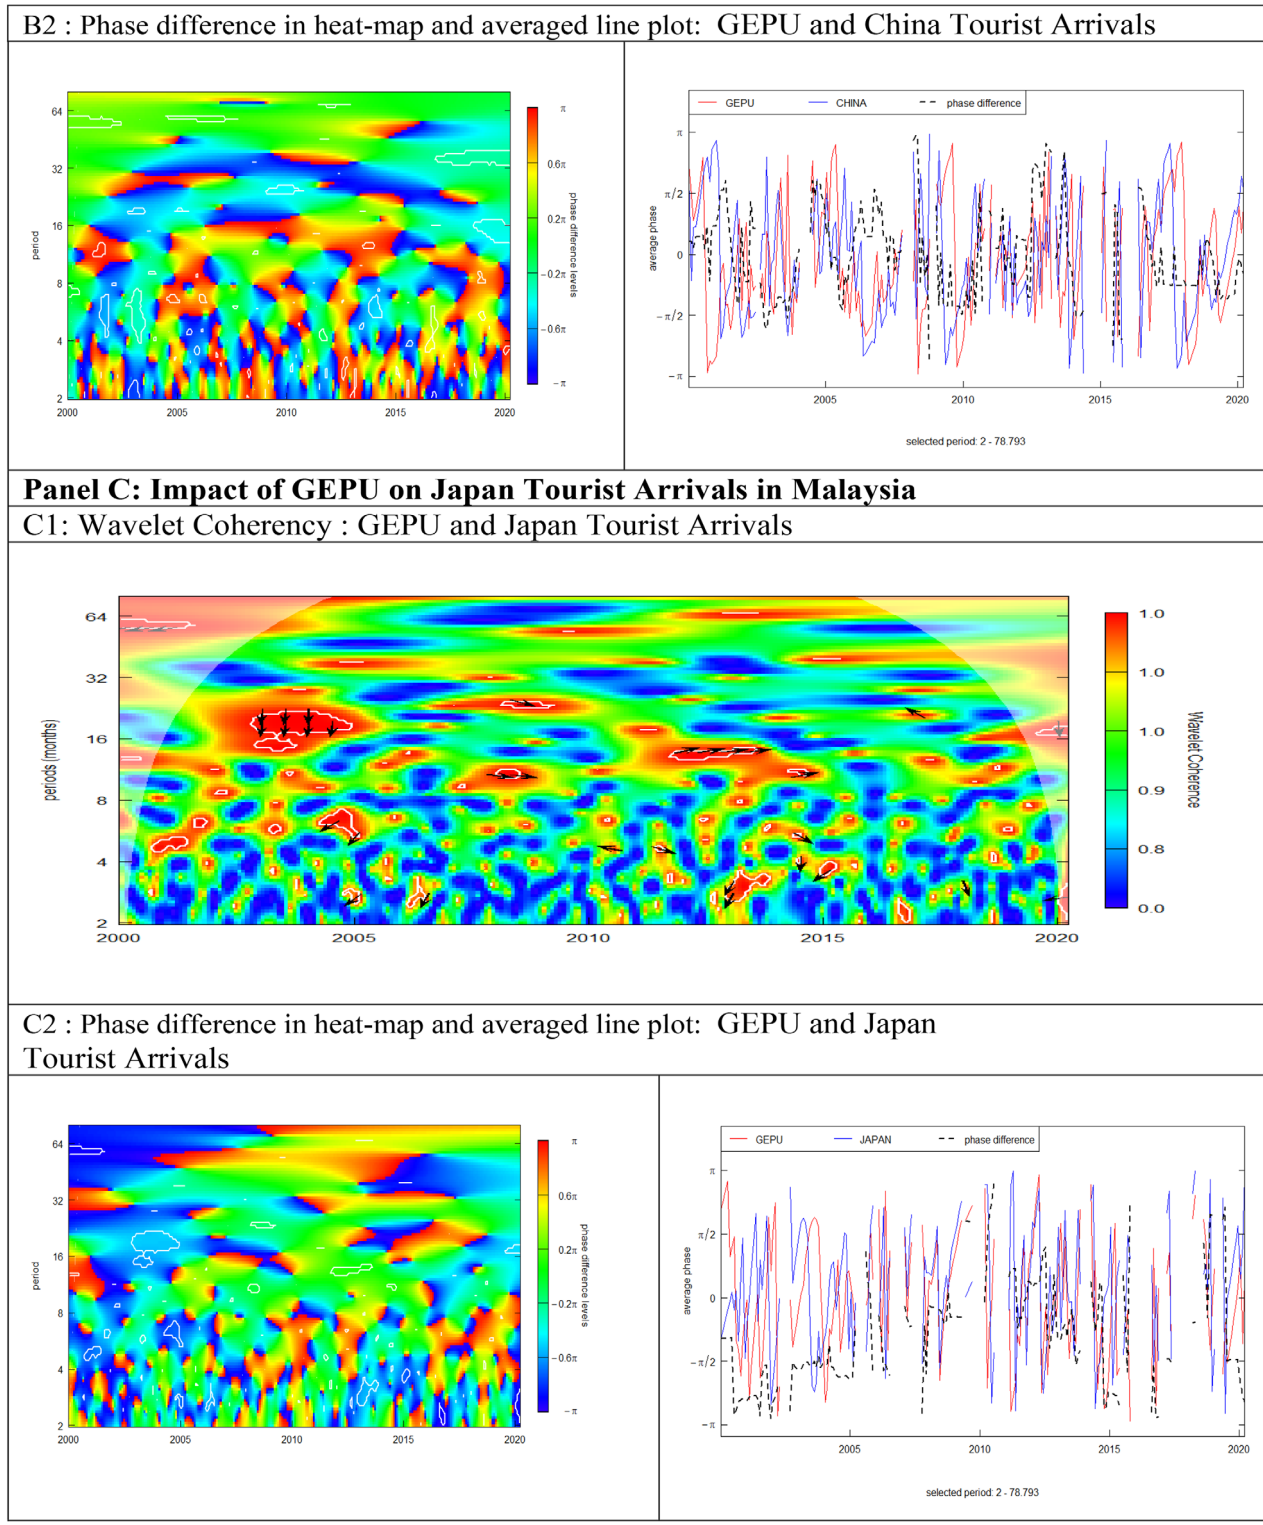 B2 : Phase difference in heat-map and averaged line plot: GEPU and China Tourist Arrivals
64
32
16
8
4
2
period
2000
2005
2010
2015
2020
π
0.6π
0.2π
−0.2π
−0.6π
−π
phase difference levels
GEPU
CHINA
phase difference
π
π/2
0
−π/2
−π
average phase
2005
2010
2015
2020
selected period: 2 - 78.793
Panel C: Impact of GEPU on Japan Tourist Arrivals in Malaysia
C1: Wavelet Coherency : GEPU and Japan Tourist Arrivals
64
32
16
8
4
2
periods (months)
2000
2005
2010
2015
2020
1.0
1.0
1.0
0.9
0.8
0.0
Wavelet Coherence
C2 : Phase difference in heat-map and averaged line plot: GEPU and Japan
Tourist Arrivals
64
32
16
8
4
2
period
2000
2005
2010
2015
2020
π
0.6π
0.2π
−0.2π
−0.6π
−π
phase difference levels
GEPU
JAPAN
phase difference
π
π/2
0
−π/2
−π
average phase
2005
2010
2015
2020
selected period: 2 - 78.793